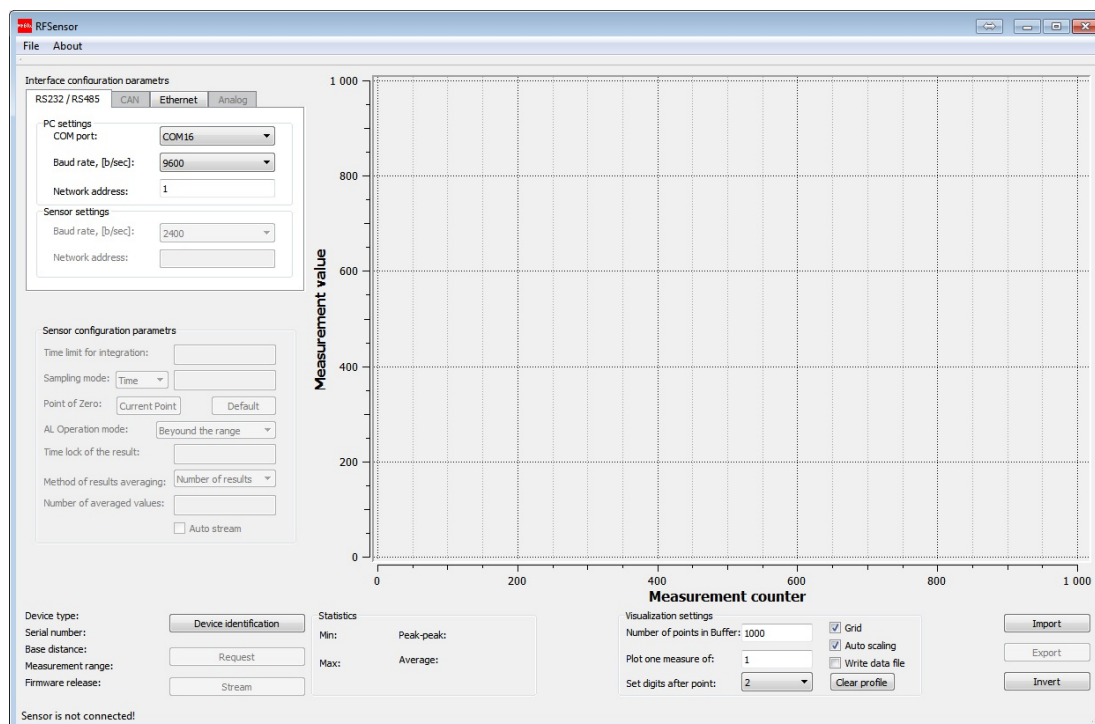 RFSensor
File About
Interface configuration parametrs
RS232 / RS485 CAN Ethernet Analog
PC settings
COM port: COM16
Baud rate, [b/sec]: 9600
Network address: 1
Sensor settings
Baud rate, [b/sec]: 2400
Network address:
Sensor configuration parametrs
Time limit for integration:
Sampling mode: Time
Point of Zero: Current Point Default
AL Operation mode: Beyound the range
Time lock of the result:
Method of results averaging: Number of results
Number of averaged values:
Auto stream
Measurement value
1 000
800
600
400
200
0
0 200 400 600 800 1 000
Measurement counter
Device type:
Serial number:
Base distance:
Measurement range:
Firmware release:
Device identification
Request
Stream
Statistics
Min: Peak-peak:
Max: Average:
Visualization settings
Number of points in Buffer: 1000
Plot one measure of: 1
Set digits after point: 2
Grid
Auto scaling
Write data file
Clear profile
Import
Export
Invert
Sensor is not connected!